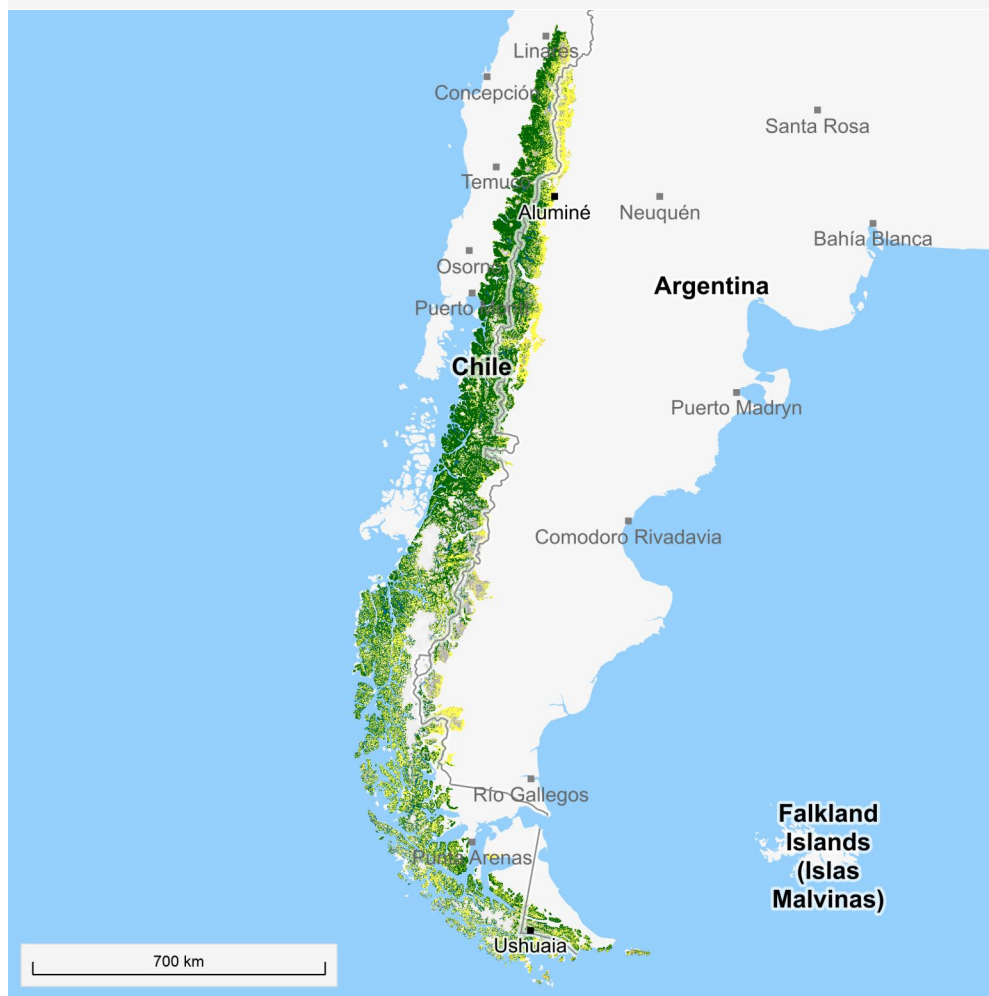 Linares
Concepción
Santa Rosa
Temuco
Aluminé
Neuquén
Bahía Blanca
Osorno
Argentina
Puerto Montt
Chile
Puerto Madryn
Comodoro Rivadavia
Río Gallegos
Falkland
Islands
(Islas
Malvinas)
Punta Arenas
Ushuaia
700 km